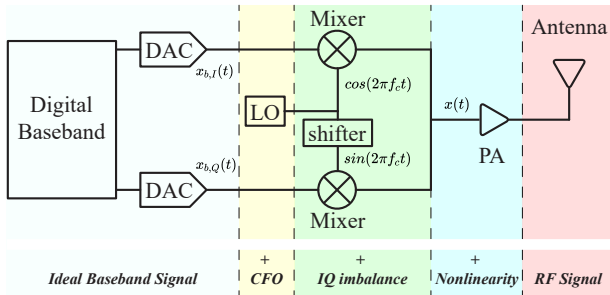 Mixer
Antenna
DAC
x_{b,I}(t)
cos(2πf_ct)
Digital
Baseband
LO
x(t)
shifter
PA
sin(2πf_ct)
x_{b,Q}(t)
DAC
Mixer
+
+
+
Ideal Baseband Signal
CFO
IQ imbalance
Nonlinearity
RF Signal